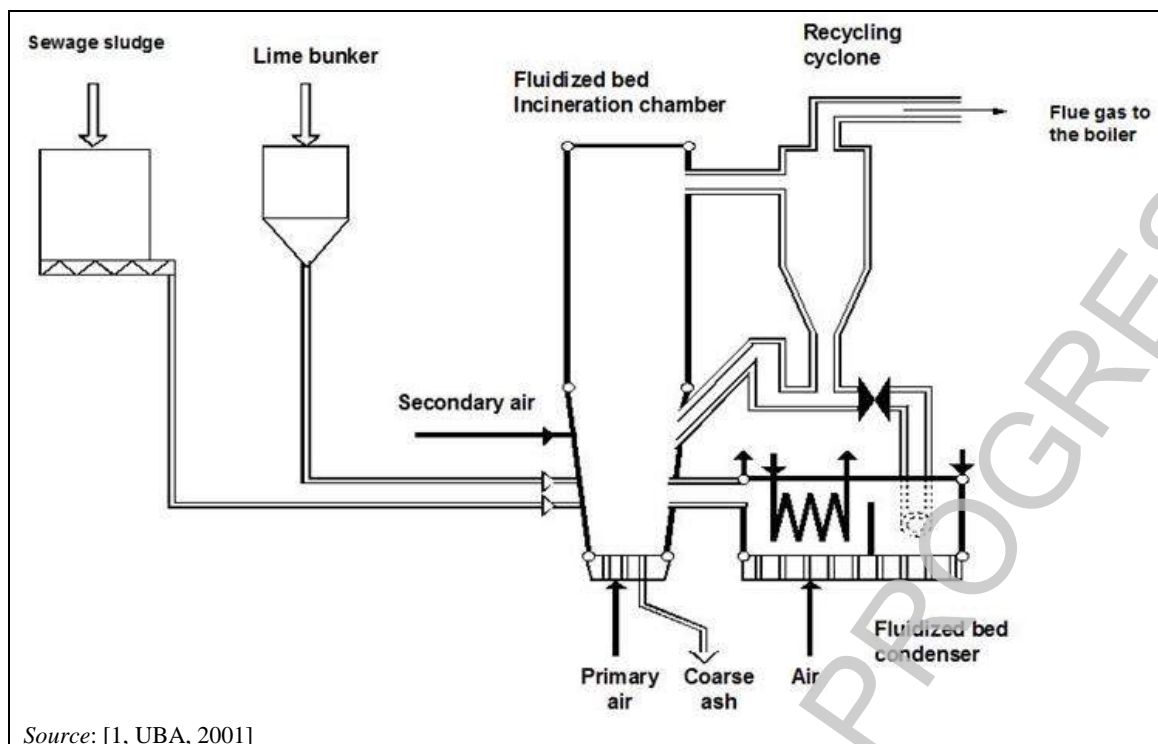 Sewage sludge
Lime bunker
Fluidized bed
Incineration chamber
Recycling
cyclone
Flue gas to
the boiler
Secondary air
Primary
air
Coarse
ash
Air
Fluidized bed
condenser
PROGRES
Source: [1, UBA, 2001]